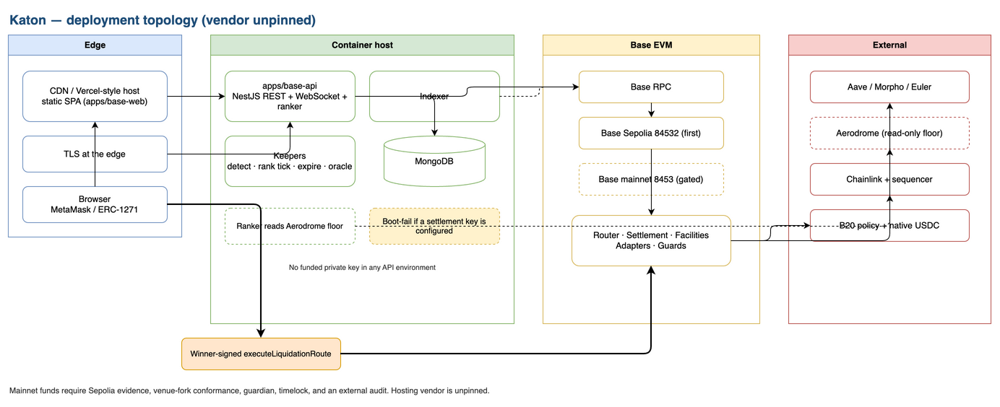 Katon — deployment topology (vendor unpinned)
Edge
CDN / Vercel-style host
static SPA (apps/base-web)
TLS at the edge
Browser
MetaMask / ERC-1271
Container host
apps/base-api
NestJS REST + WebSocket +
ranker
Indexer
Keepers
detect · rank tick · expire · oracle
MongoDB
Ranker reads Aerodrome floor
Boot-fail if a settlement key is
configured
No funded private key in any API environment
Base EVM
Base RPC
Base Sepolia 84532 (first)
Base mainnet 8453 (gated)
Router · Settlement · Facilities
Adapters · Guards
External
Aave / Morpho / Euler
Aerodrome (read-only floor)
Chainlink + sequencer
B20 policy + native USDC
Winner-signed executeLiquidationRoute
Mainnet funds require Sepolia evidence, venue-fork conformance, guardian, timelock, and an external audit. Hosting vendor is unpinned.